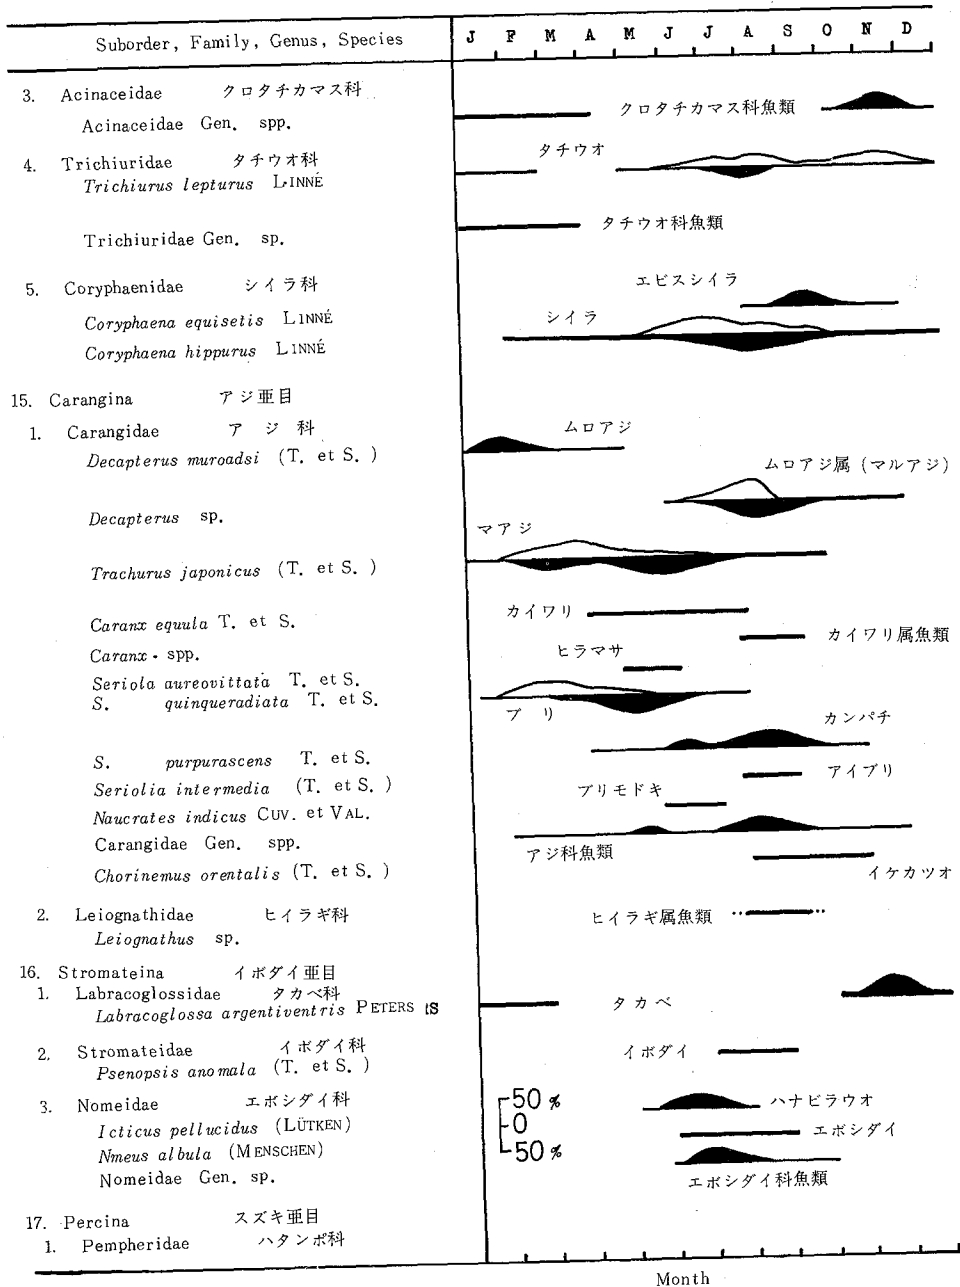 Suborder, Family, Genus, Species J F M A M J J A S O N D
3. Acinaceidae クロタチカマス科
Acinaceidae Gen. spp. クロタチカマス科魚類
4. Trichiuridae タチウオ科 タチウオ
Trichiurus lepturus LINNÉ
Trichiuridae Gen. sp. タチウオ科魚類
5. Coryphaenidae シイラ科 エビスシイラ
Coryphaena equisetis LINNÉ シイラ
Coryphaena hippurus LINNÉ
15. Carangina アジ亜目
1. Carangidae アジ科 ムロアジ
Decapterus muroadsi (T. et S.) ムロアジ属 (マルアジ)
Decapterus sp.
マアジ
Trachurus japonicus (T. et S.)
カイワリ
Caranx equula T. et S.
カイワリ属魚類
Caranx spp. ヒラマサ
Seriola aureovittata T. et S.
S. quinqueradiata T. et S.
ブリ カンパチ
S. purpurascens T. et S.
アイブリ
Seriolia intermedia (T. et S.) ブリモドキ
Naucrates indicus CUV. et VAL.
Carangidae Gen. spp. アジ科魚類
Chorinemus orentalis (T. et S.) イケカツオ
2. Leiognathidae ヒイラギ科 ヒイラギ属魚類
Leiognathus sp.
16. Stromateina イボダイ亜目
1. Labracoglossidae タカベ科 タカベ
Labracoglossa argentiventris PETERS
2. Stromateidae イボダイ科 イボダイ
Psenopsis anomala (T. et S.)
3. Nomeidae エボシダイ科 50% ハナビラウオ
Icticus pellucidus (LÜTKEN) 0 エボシダイ
Nmeus albula (MENSCHEN) 50%
Nomeidae Gen. sp. エボシダイ科魚類
17. Percina スズキ亜目
1. Pempheridae ハタンポ科
Month